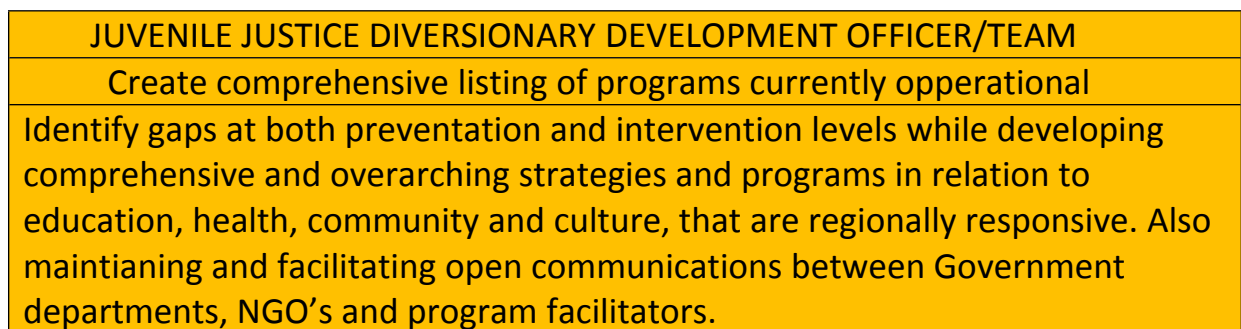 JUVENILE JUSTICE DIVERSIONARY DEVELOPMENT OFFICER/TEAM
Create comprehensive listing of programs currently opperational
Identify gaps at both preventation and intervention levels while developing
comprehensive and overarching strategies and programs in relation to
education, health, community and culture, that are regionally responsive. Also
maintianing and facilitating open communications between Government
departments, NGO’s and program facilitators.